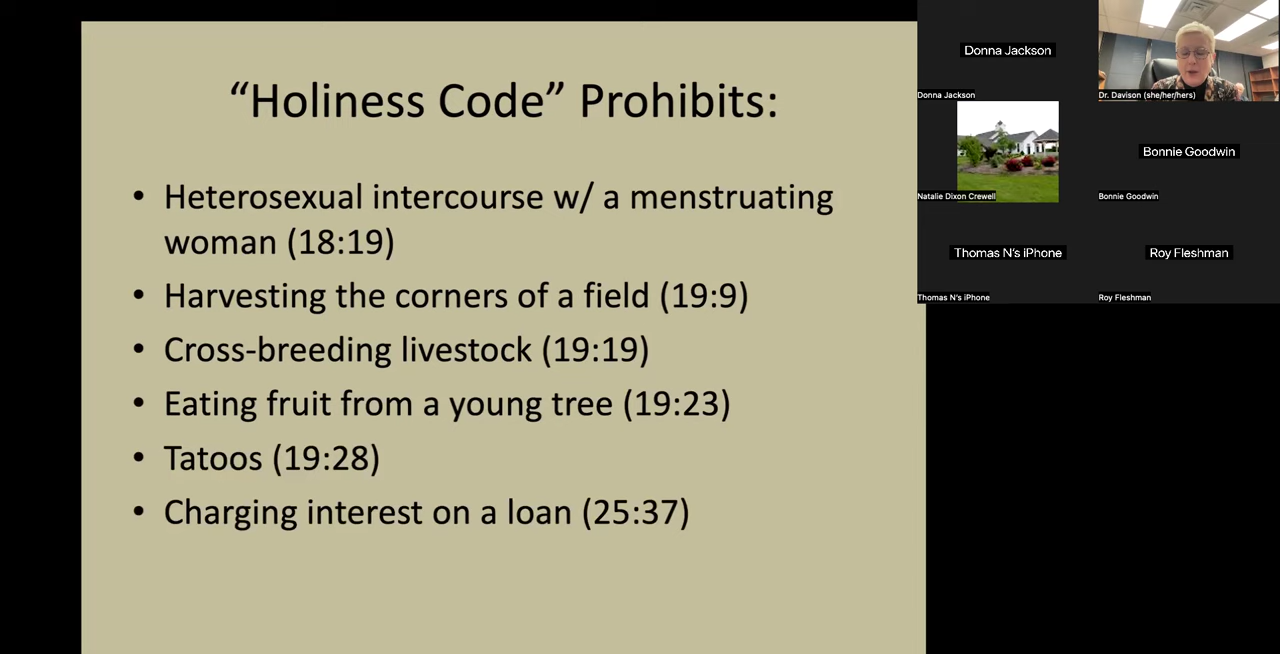 “Holiness Code” Prohibits:
• Heterosexual intercourse w/ a menstruating
woman (18:19)
• Harvesting the corners of a field (19:9)
• Cross-breeding livestock (19:19)
• Eating fruit from a young tree (19:23)
• Tatoos (19:28)
• Charging interest on a loan (25:37)
Donna Jackson
Donna Jackson
Dr. Davison (she/her/hers)
Natalie Dixon Crewell
Bonnie Goodwin
Bonnie Goodwin
Thomas N's iPhone
Thomas N's iPhone
Roy Fleshman
Roy Fleshman